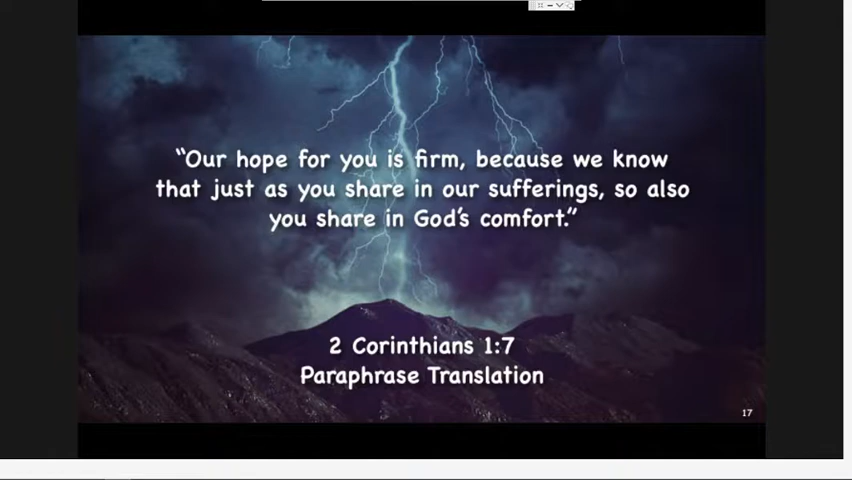 “Our hope for you is firm, because we know
that just as you share in our sufferings, so also
you share in God’s comfort.”
2 Corinthians 1:7
Paraphrase Translation
17